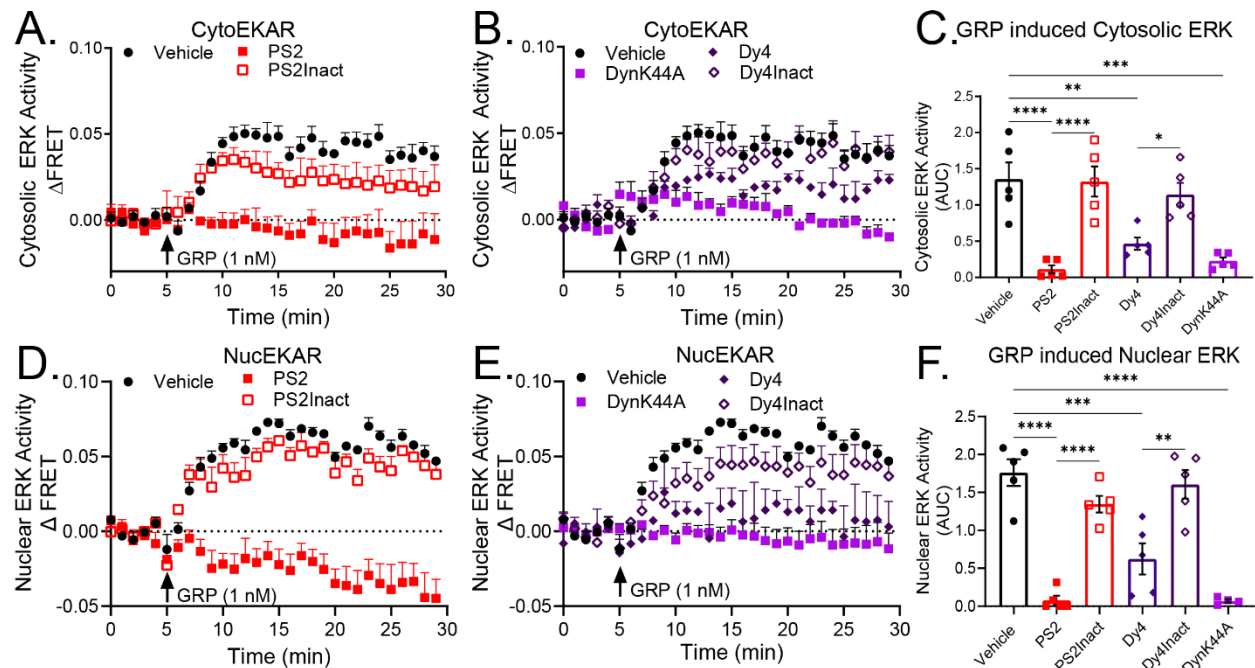 A.
CytoEKAR
Vehicle
PS2
PS2Inact
Cytosolic ERK Activity
ΔFRET
0.10
0.05
0.00
GRP (1 nM)
0 5 10 15 20 25 30
Time (min)
B.
CytoEKAR
Vehicle
Dy4
DynK44A
Dy4Inact
Cytosolic ERK Activity
ΔFRET
0.10
0.05
0.00
GRP (1 nM)
0 5 10 15 20 25 30
Time (min)
C.
GRP induced Cytosolic ERK
Cytosolic ERK Activity
(AUC)
2.5
2.0
1.5
1.0
0.5
0.0
***
**
**** ****
*
Vehicle PS2 PS2Inact Dy4 Dy4Inact DynK44A
D.
NucEKAR
Vehicle
PS2
PS2Inact
Nuclear ERK Activity
Δ FRET
0.10
0.05
0.00
-0.05
GRP (1 nM)
0 5 10 15 20 25 30
Time (min)
E.
NucEKAR
Vehicle
Dy4
DynK44A
Dy4Inact
Nuclear ERK Activity
Δ FRET
0.10
0.05
0.00
-0.05
GRP (1 nM)
0 5 10 15 20 25 30
Time (min)
F.
GRP induced Nuclear ERK
Nuclear ERK Activity
(AUC)
2.5
2.0
1.5
1.0
0.5
0.0
****
***
**** ****
**
Vehicle PS2 PS2Inact Dy4 Dy4Inact DynK44A